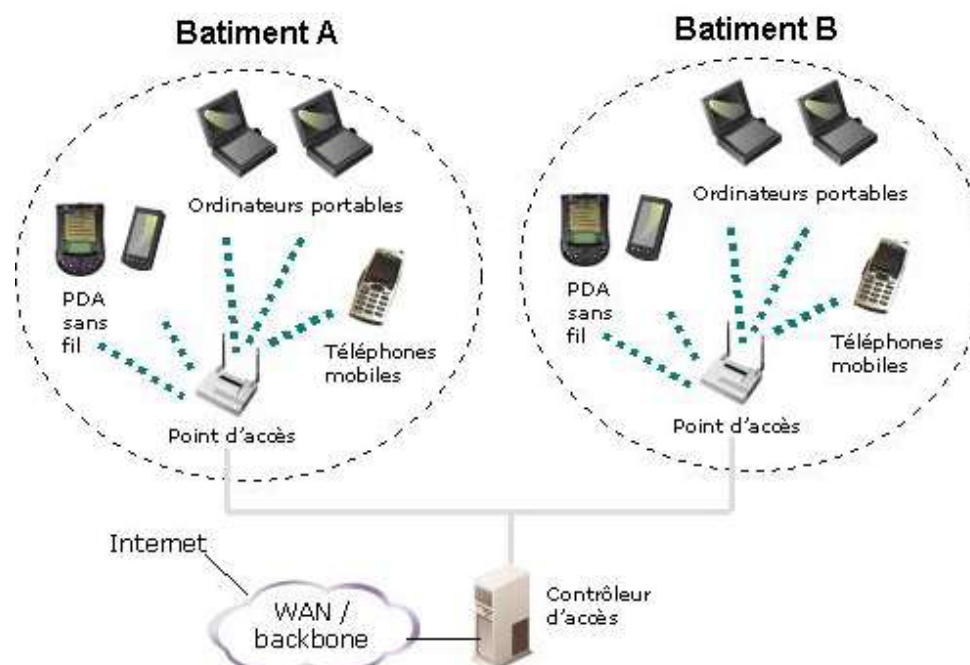 Batiment A
Batiment B
Ordinateurs portables
PDA
sans
fil
Téléphones
mobiles
Point d'accès
Ordinateurs portables
PDA
sans
fil
Téléphones
mobiles
Point d'accès
Internet
WAN /
backbone
Contrôleur
d'accès